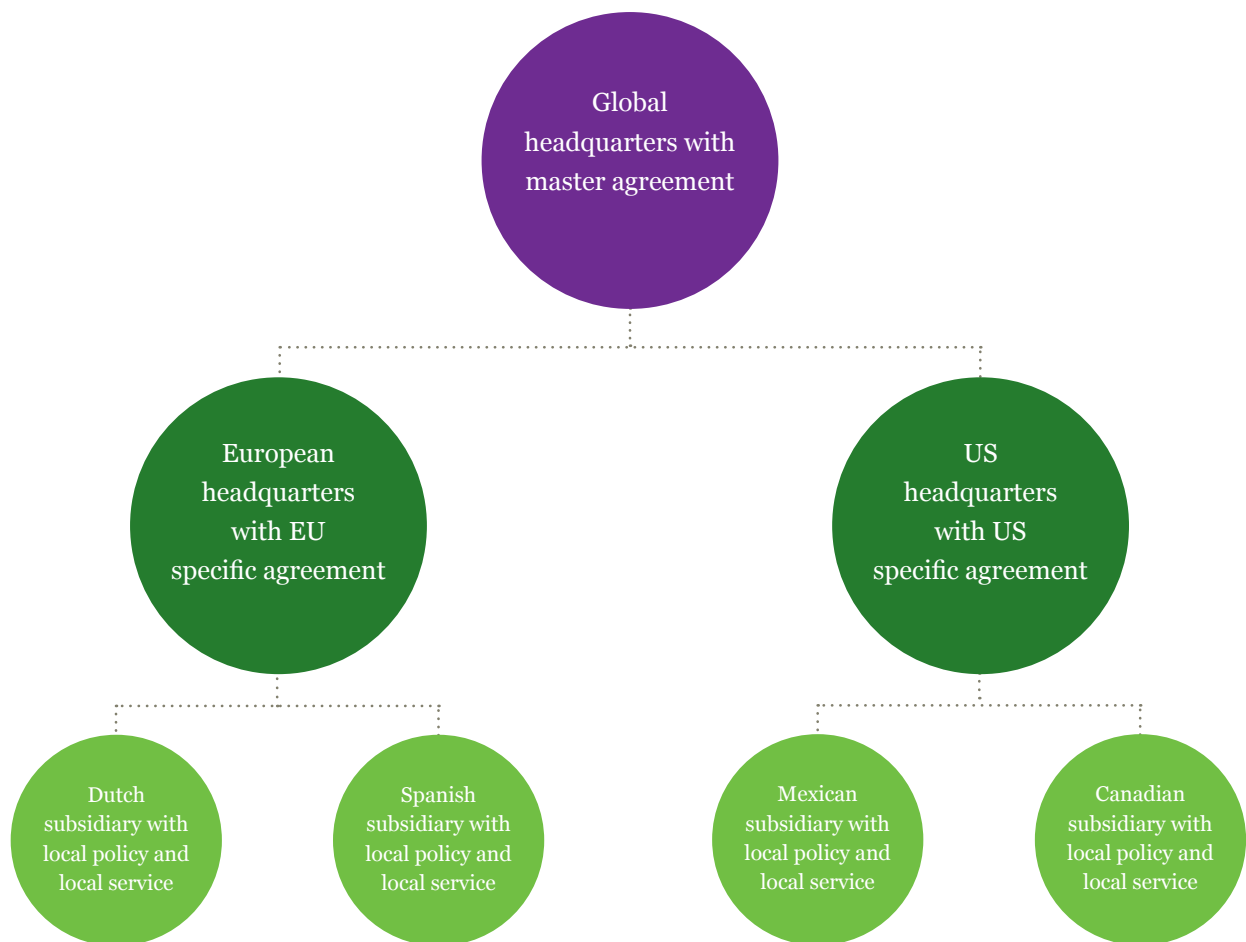 Global
headquarters with
master agreement
European
headquarters
with EU
specific agreement
US
headquarters
with US
specific agreement
Dutch
subsidiary with
local policy and
local service
Spanish
subsidiary with
local policy and
local service
Mexican
subsidiary with
local policy and
local service
Canadian
subsidiary with
local policy and
local service